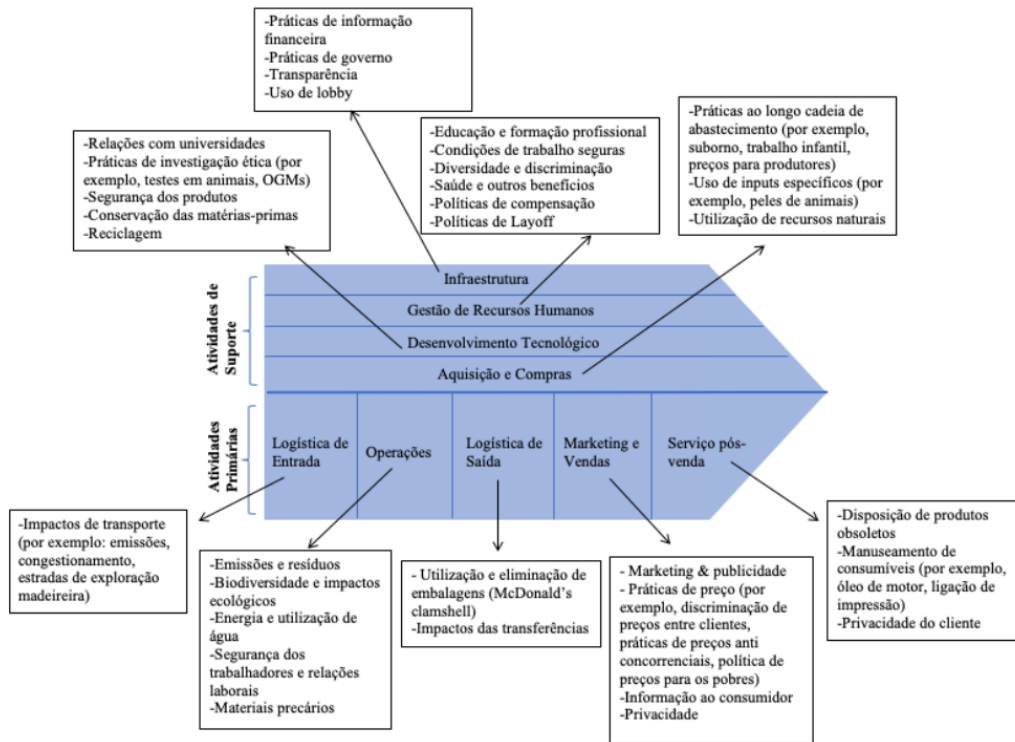 -Práticas de informação
financeira
-Práticas de governo
-Transparência
-Uso de lobby
-Relações com universidades
-Práticas de investigação ética (por
exemplo, testes em animais, OGMs)
-Segurança dos produtos
-Conservação das matérias-primas
-Reciclagem
-Educação e formação profissional
-Condições de trabalho seguras
-Diversidade e discriminação
-Saúde e outros benefícios
-Políticas de compensação
-Políticas de Layoff
-Práticas ao longo cadeia de
abastecimento (por exemplo,
suborno, trabalho infantil,
preços para produtores)
-Uso de inputs específicos (por
exemplo, peles de animais)
-Utilização de recursos naturais
Atividades de
Suporte
Infraestrutura
Gestão de Recursos Humanos
Desenvolvimento Tecnológico
Aquisição e Compras
Atividades
Primárias
Logística de
Entrada
Operações
Logística de
Saída
Marketing e
Vendas
Serviço pós-
venda
-Impactos de transporte
(por exemplo: emissões,
congestionamento,
estradas de exploração
madeireira)
-Emissões e resíduos
-Biodiversidade e impactos
ecológicos
-Energia e utilização de
água
-Segurança dos
trabalhadores e relações
laborais
-Materiais precários
- Utilização e eliminação de
embalagens (McDonald's
clamshell)
-Impactos das transferências
- Marketing & publicidade
- Práticas de preço (por
exemplo, discriminação de
preços entre clientes,
práticas de preços anti
concorrenciais, política de
preços para os pobres)
-Informação ao consumidor
-Privacidade
-Disposição de produtos
obsoletos
-Manuseamento de
consumíveis (por exemplo,
óleo de motor, ligação de
impressão)
-Privacidade do cliente